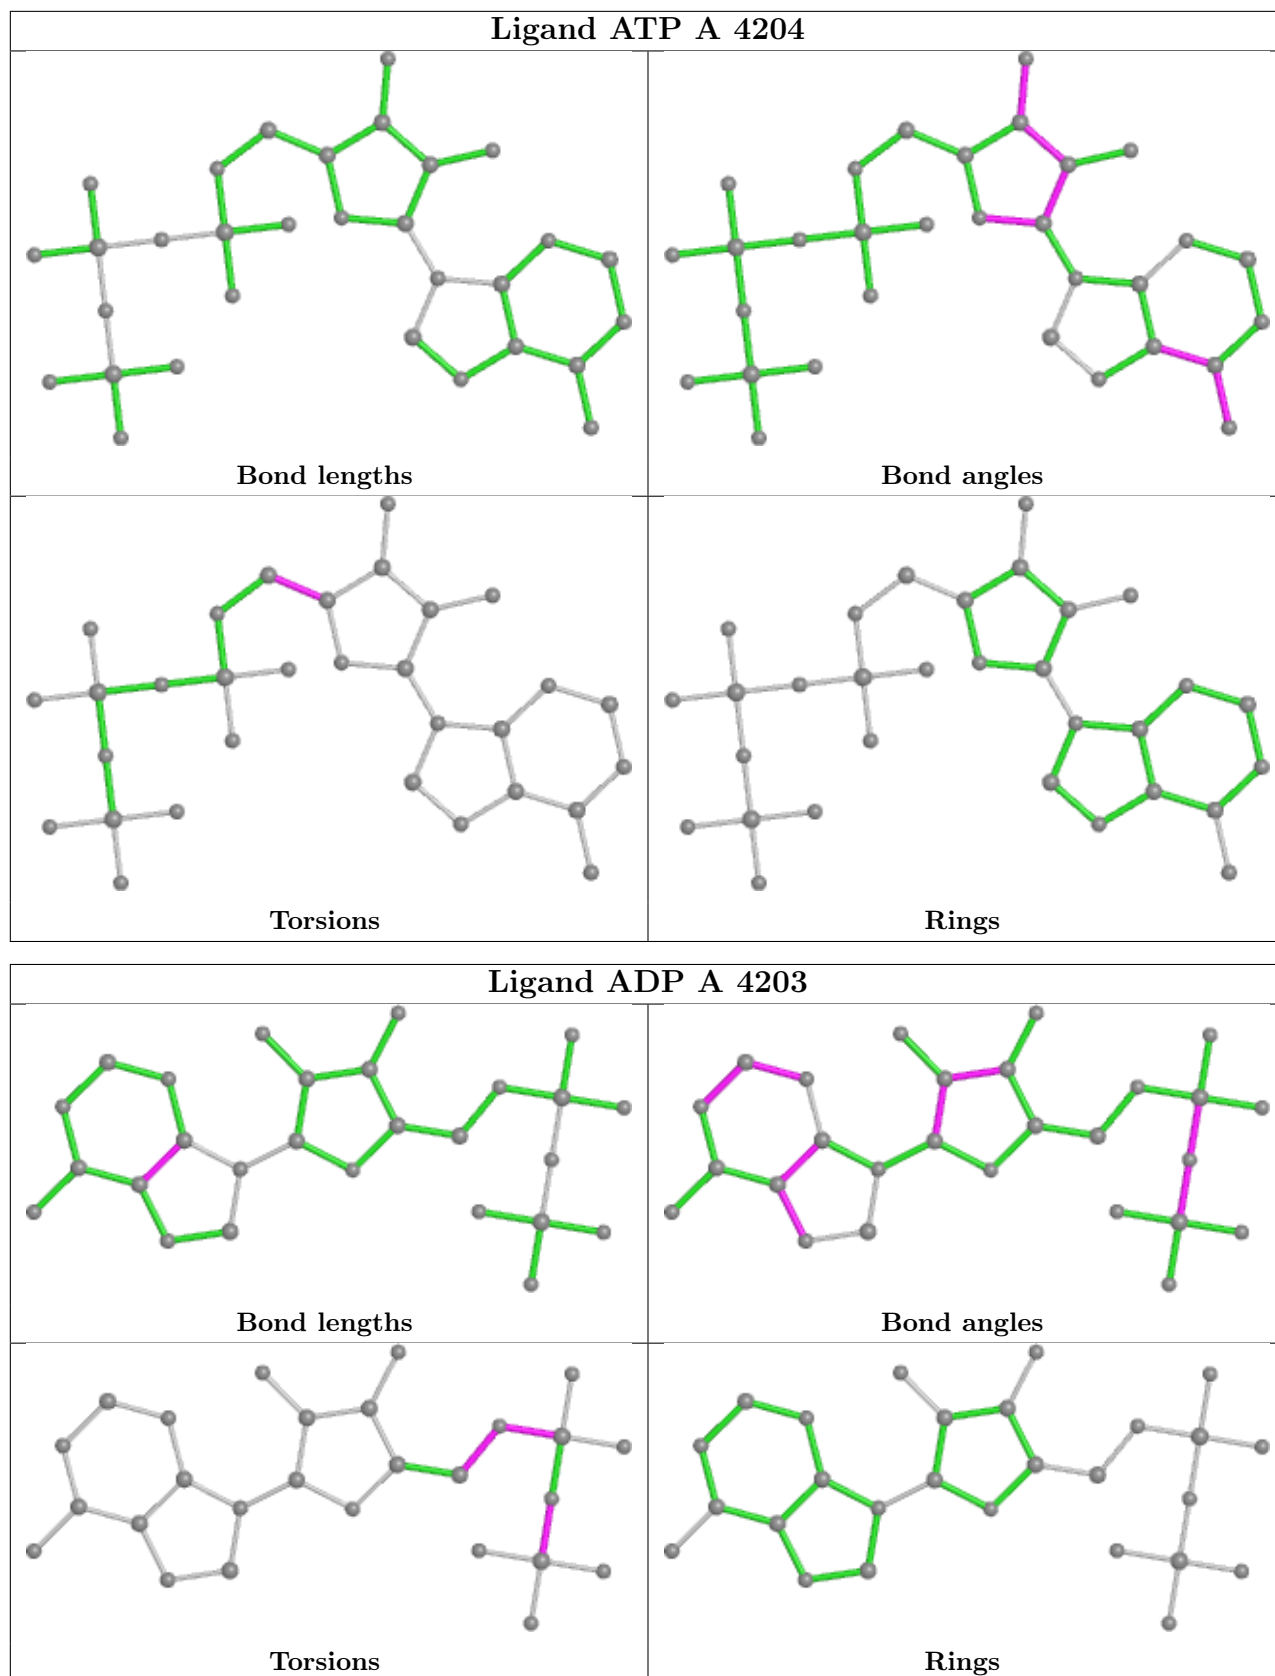 Ligand ATP A 4204
Bond lengths
Bond angles
Torsions
Rings
Ligand ADP A 4203
Bond lengths
Bond angles
Torsions
Rings